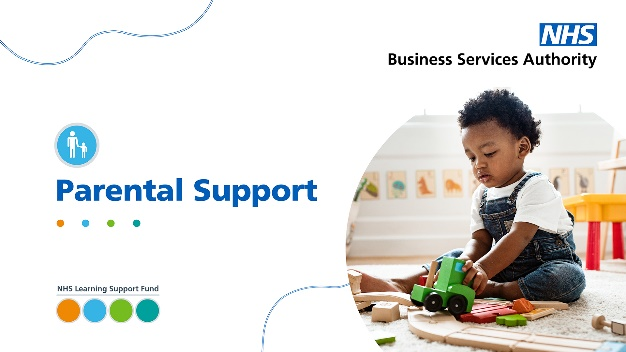 NHS
Business Services Authority
Parental Support
NHS Learning Support Fund